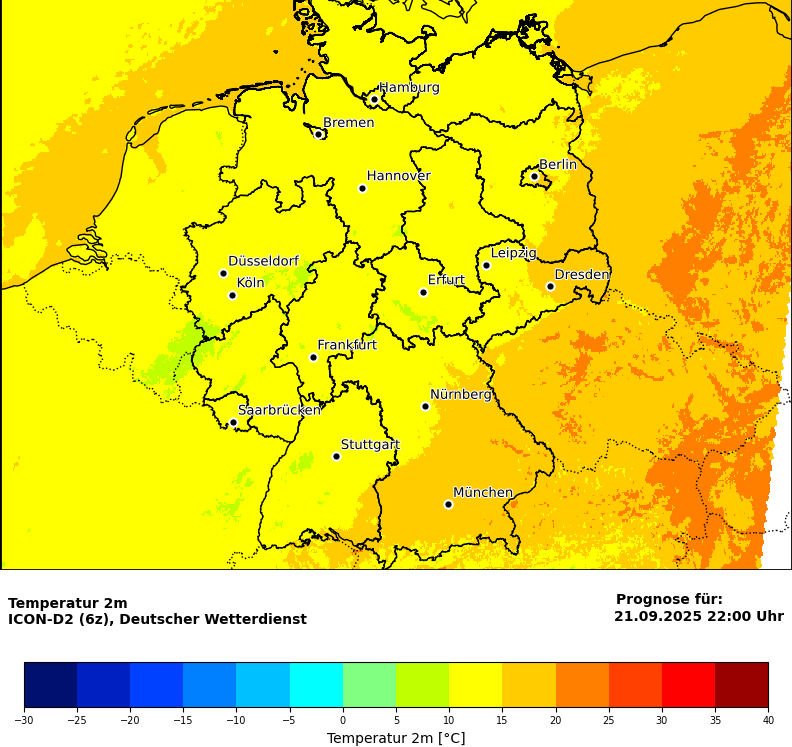 Hamburg
Bremen
Berlin
Hannover
Leipzig
Düsseldorf
Dresden
Köln
Erfurt
Frankfurt
Nürnberg
Saarbrücken
Stuttgart
München
Temperatur 2m
ICON-D2 (6z), Deutscher Wetterdienst
Prognose für:
21.09.2025 22:00 Uhr
−30 −25 −20 −15 −10 −5 0 5 10 15 20 25 30 35 40
Temperatur 2m [°C]